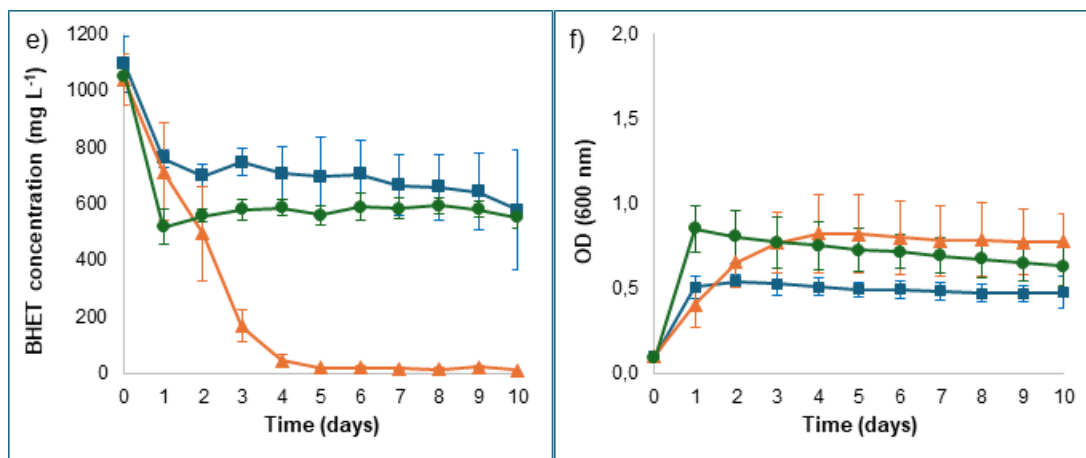 e)
BHET concentration (mg L⁻¹)
1200
1000
800
600
400
200
0
0 1 2 3 4 5 6 7 8 9 10
Time (days)
f)
OD (600 nm)
2,0
1,5
1,0
0,5
0,0
0 1 2 3 4 5 6 7 8 9 10
Time (days)